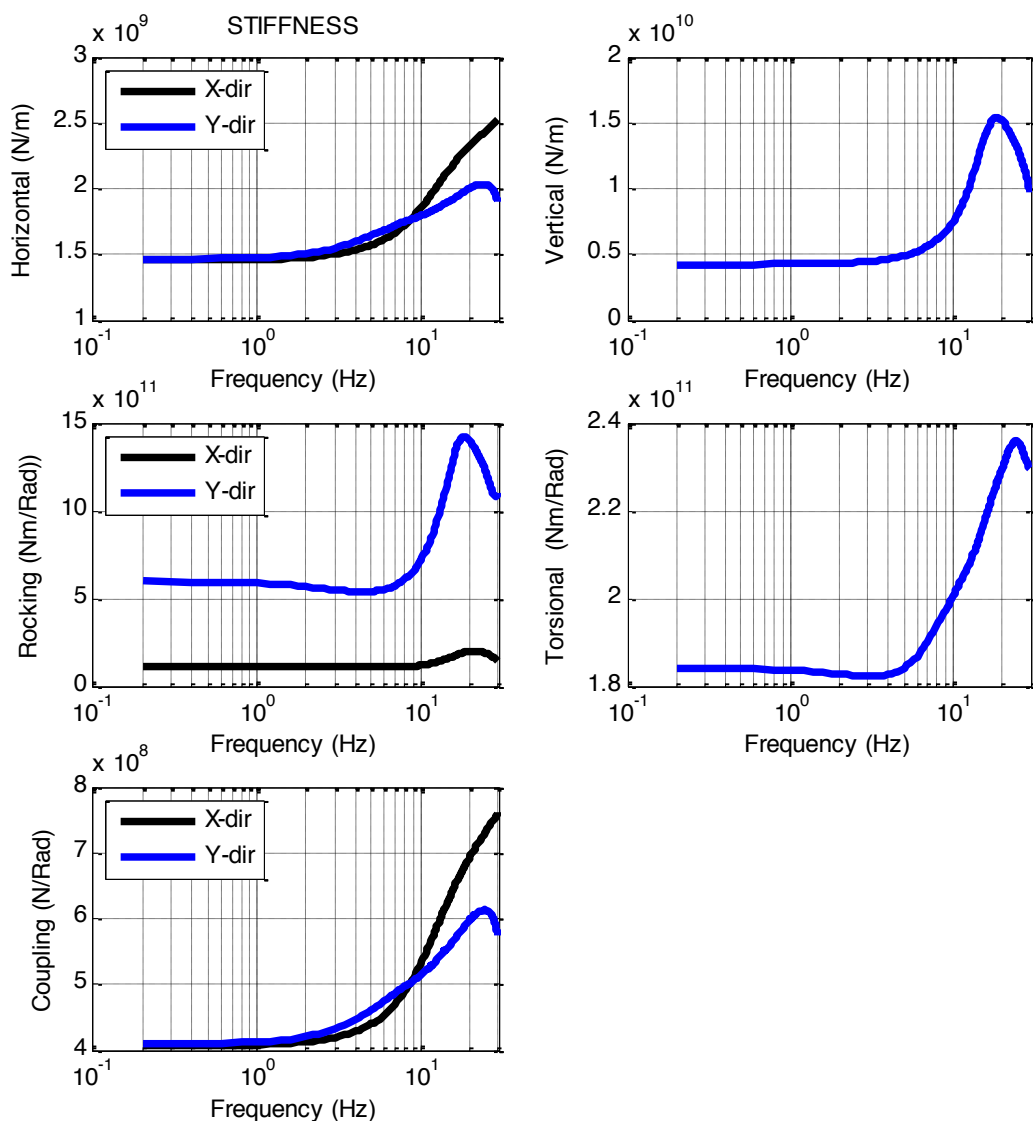 STIFFNESS
x 10^9
3
2.5
2
1.5
1
Horizontal (N/m)
X-dir
Y-dir
10^-1 10^0 10^1
Frequency (Hz)
x 10^10
2
1.5
1
0.5
0
Vertical (N/m)
10^-1 10^0 10^1
Frequency (Hz)
x 10^11
15
10
5
0
Rocking (Nm/Rad))
X-dir
Y-dir
10^-1 10^0 10^1
Frequency (Hz)
x 10^11
2.4
2.2
2
1.8
Torsional (Nm/Rad)
10^-1 10^0 10^1
Frequency (Hz)
x 10^8
8
7
6
5
4
Coupling (N/Rad)
X-dir
Y-dir
10^-1 10^0 10^1
Frequency (Hz)